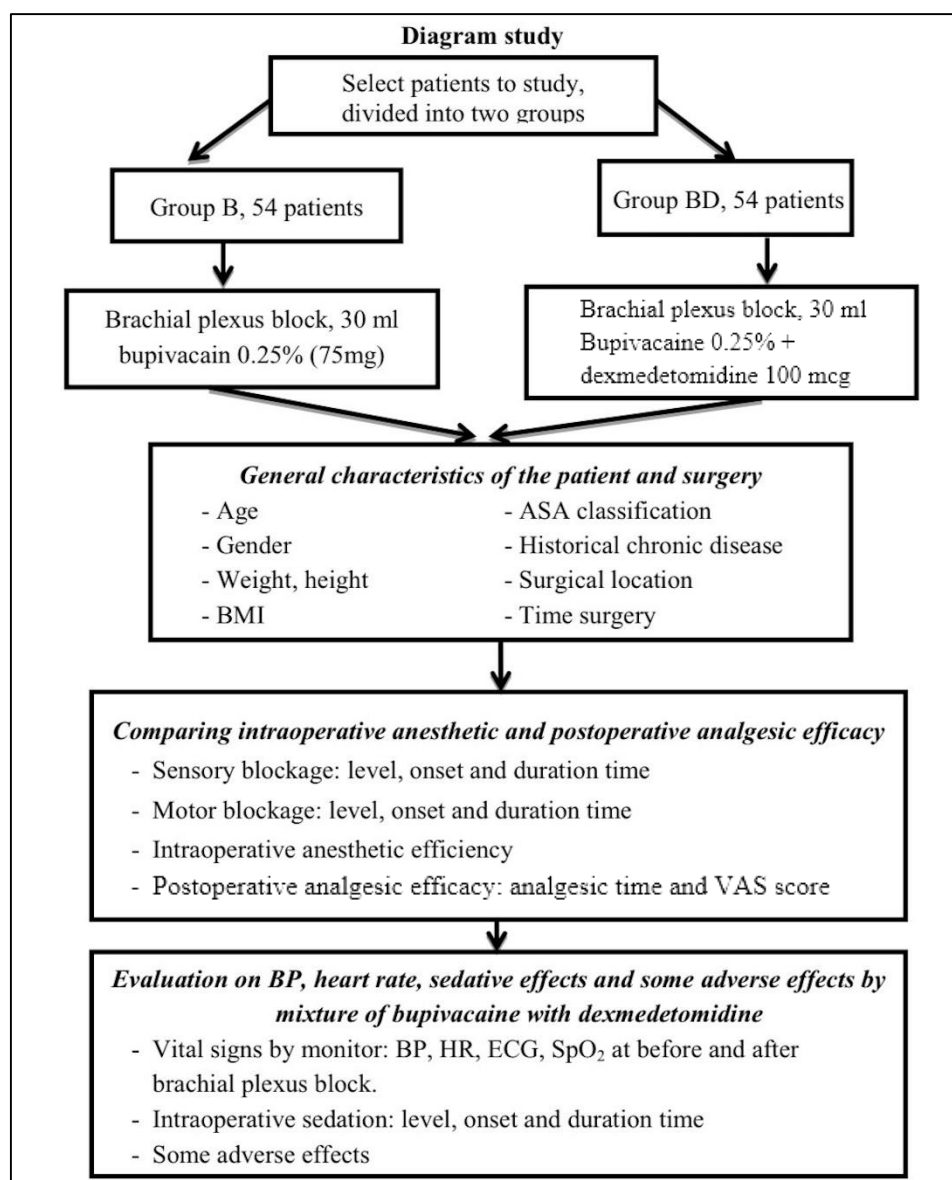 Diagram study
Select patients to study,
divided into two groups
Group B, 54 patients
Group BD, 54 patients
Brachial plexus block, 30 ml
bupivacain 0.25% (75mg)
Brachial plexus block, 30 ml
Bupivacaine 0.25% +
dexmedetomidine 100 mcg
General characteristics of the patient and surgery
- Age
- Gender
- Weight, height
- BMI
- ASA classification
- Historical chronic disease
- Surgical location
- Time surgery
Comparing intraoperative anesthetic and postoperative analgesic efficacy
- Sensory blockage: level, onset and duration time
- Motor blockage: level, onset and duration time
- Intraoperative anesthetic efficiency
- Postoperative analgesic efficacy: analgesic time and VAS score
Evaluation on BP, heart rate, sedative effects and some adverse effects by
mixture of bupivacaine with dexmedetomidine
- Vital signs by monitor: BP, HR, ECG, SpO₂ at before and after
brachial plexus block.
- Intraoperative sedation: level, onset and duration time
- Some adverse effects